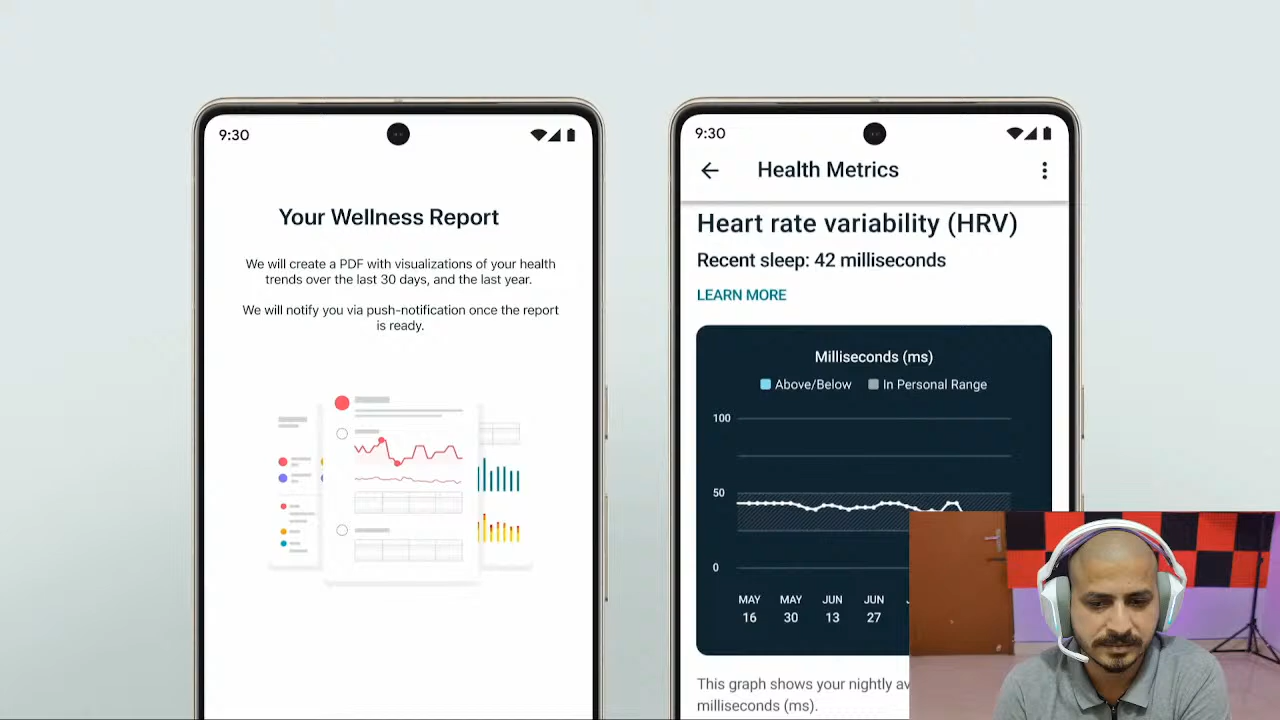 9:30
Your Wellness Report
We will create a PDF with visualizations of your health
trends over the last 30 days, and the last year.
We will notify you via push-notification once the report
is ready.
9:30
Health Metrics
Heart rate variability (HRV)
Recent sleep: 42 milliseconds
LEARN MORE
Milliseconds (ms)
Above/Below In Personal Range
100
50
0
MAY MAY JUN JUN
16 30 13 27
This graph shows your nightly av
milliseconds (ms).